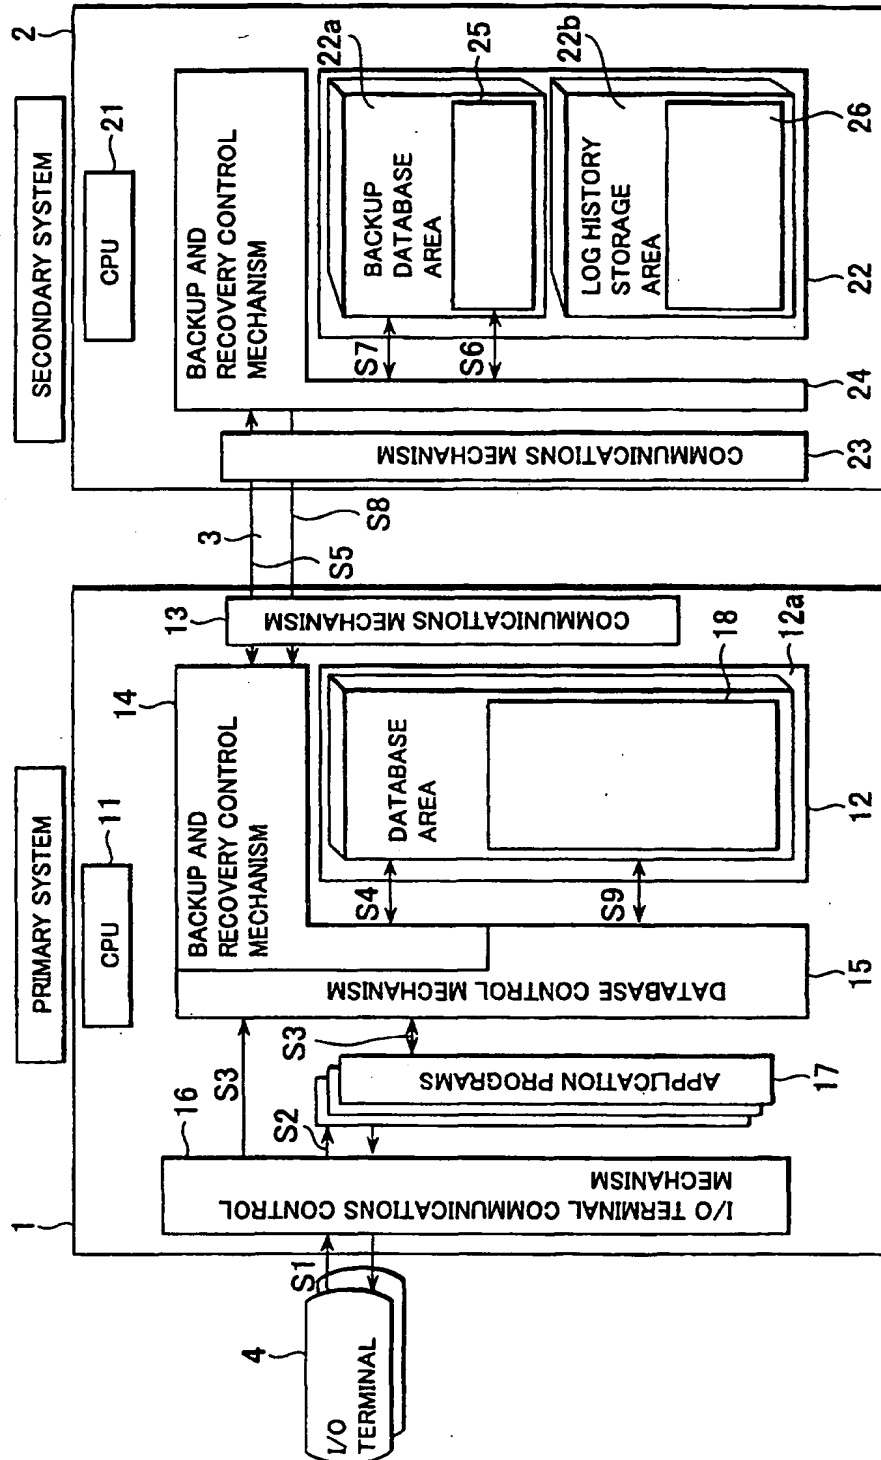 PRIMARY SYSTEM
SECONDARY SYSTEM
1
CPU
11
2
CPU
21
16
I/O TERMINAL COMMUNICATIONS CONTROL
MECHANISM
4
I/O
TERMINAL
S1
S2
S3
S3
APPLICATION PROGRAMS
17
DATABASE CONTROL MECHANISM
15
14
BACKUP AND
RECOVERY CONTROL
MECHANISM
S4
S9
DATABASE
AREA
18
12a
12
13
COMMUNICATIONS MECHANISM
3
S5
S8
COMMUNICATIONS MECHANISM
23
BACKUP AND
RECOVERY CONTROL
MECHANISM
24
S7
S6
BACKUP
DATABASE
AREA
22a
25
LOG HISTORY
STORAGE
AREA
22b
26
22